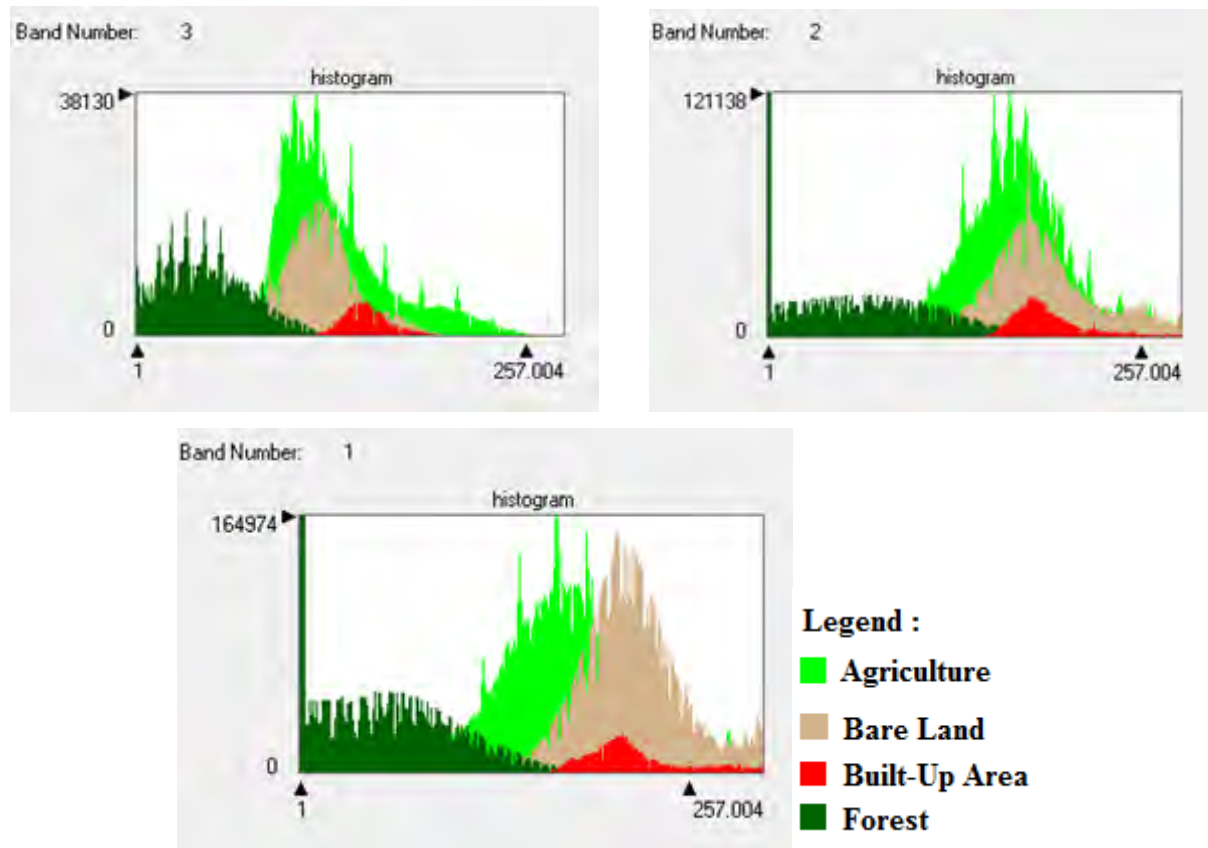 Band Number: 3
histogram
38130
0
1
257.004
Band Number: 2
histogram
121138
0
1
257.004
Band Number: 1
histogram
164974
0
1
257.004
Legend :
Agriculture
Bare Land
Built-Up Area
Forest